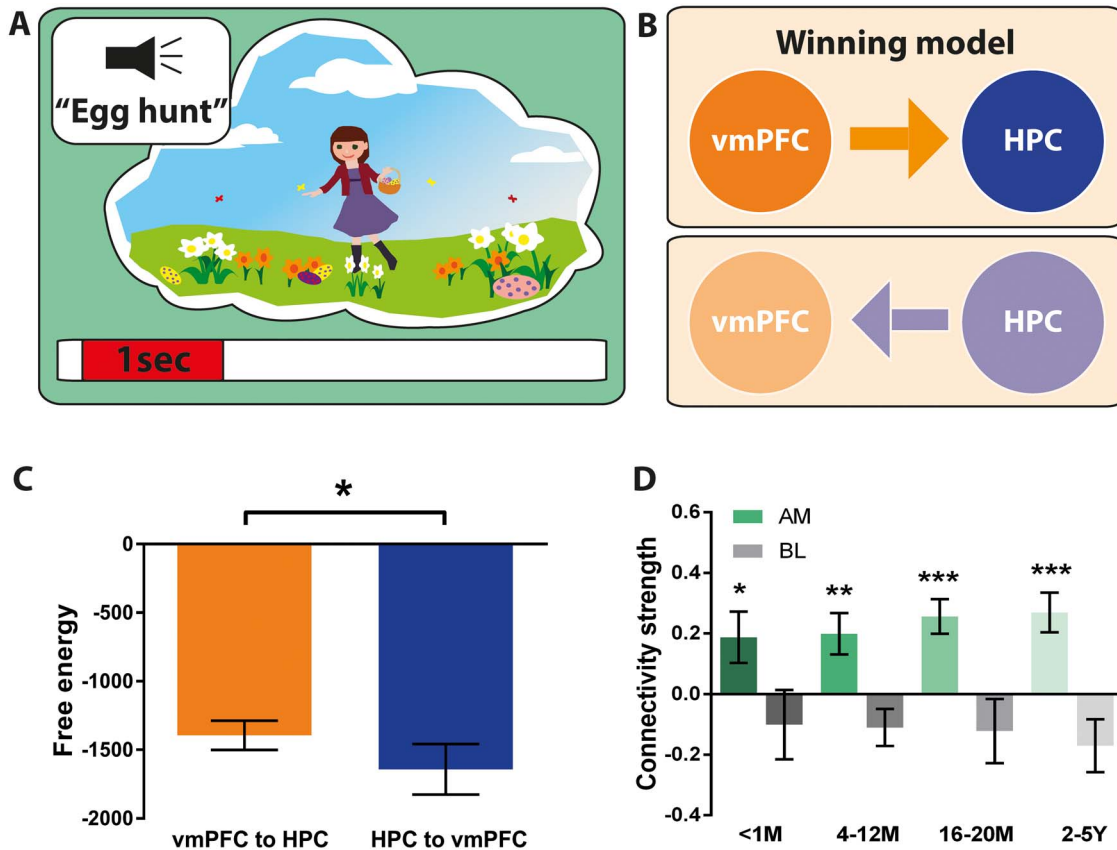 A
"Egg hunt"
1sec
B
Winning model
vmPFC
HPC
vmPFC
HPC
C
*
Free energy
0
-500
-1000
-1500
-2000
vmPFC to HPC
HPC to vmPFC
D
AM
BL
Connectivity strength
0.6
0.4
0.2
0.0
-0.2
-0.4
* ** *** ***
<1M 4-12M 16-20M 2-5Y